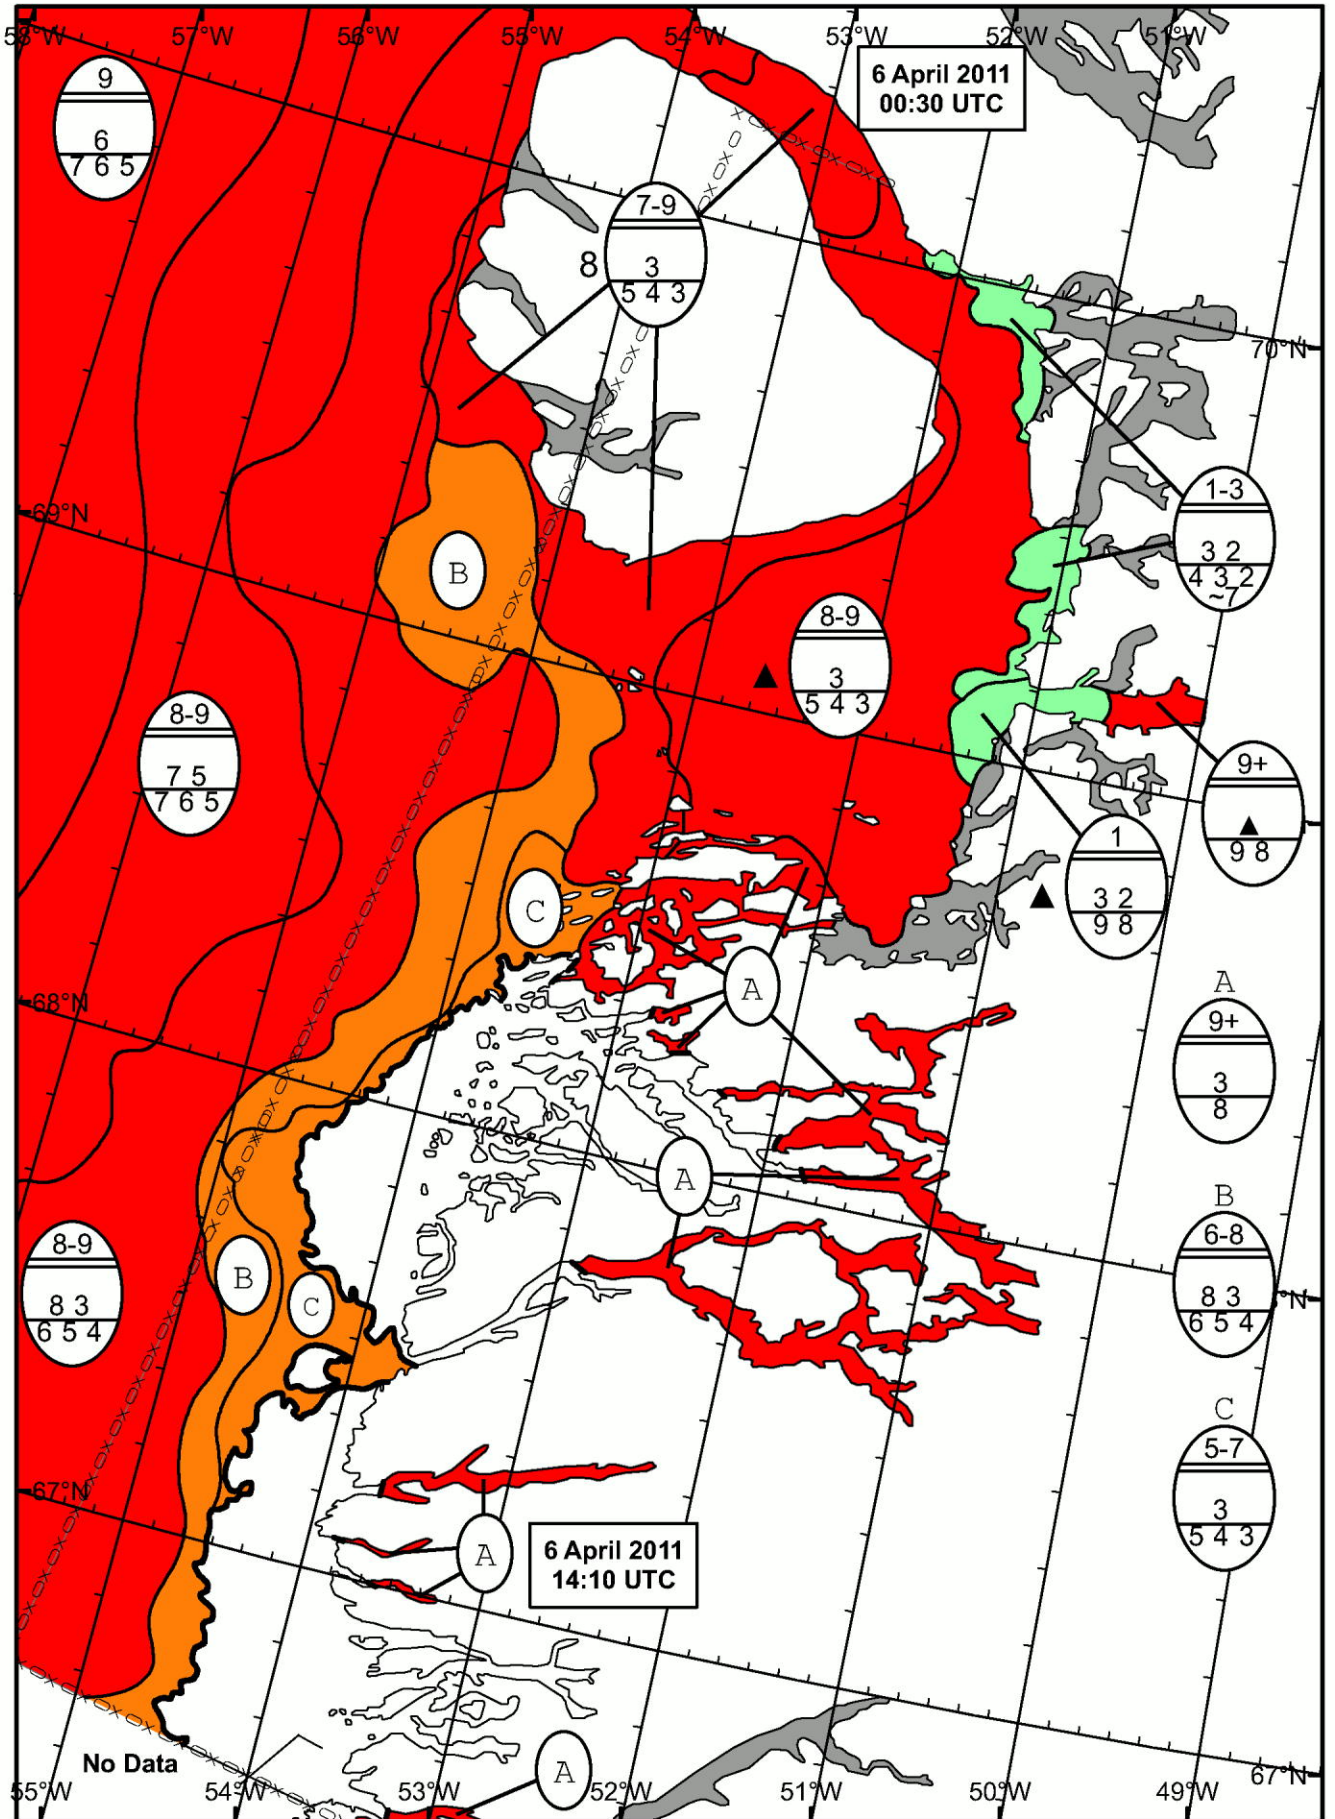 58°W 57°W 56°W 55°W 54°W 53°W 52°W 51°W
6 April 2011
00:30 UTC
9
6
7 6 5
7-9
8
3
5 4 3
70°N
1-3
3 2
4 3 2
~7
69°N
B
8-9
3
5 4 3
8-9
7 5
7 6 5
9+
9 8
1
3 2
9 8
C
A
68°N
A
9+
3
8
A
B
6-8
8 3
6 5 4
8-9
8 3
6 5 4
B
C
°N
C
5-7
3
5 4 3
67°N
A
6 April 2011
14:10 UTC
No Data
A
67°N
55°W 54°W 53°W 52°W 51°W 50°W 49°W